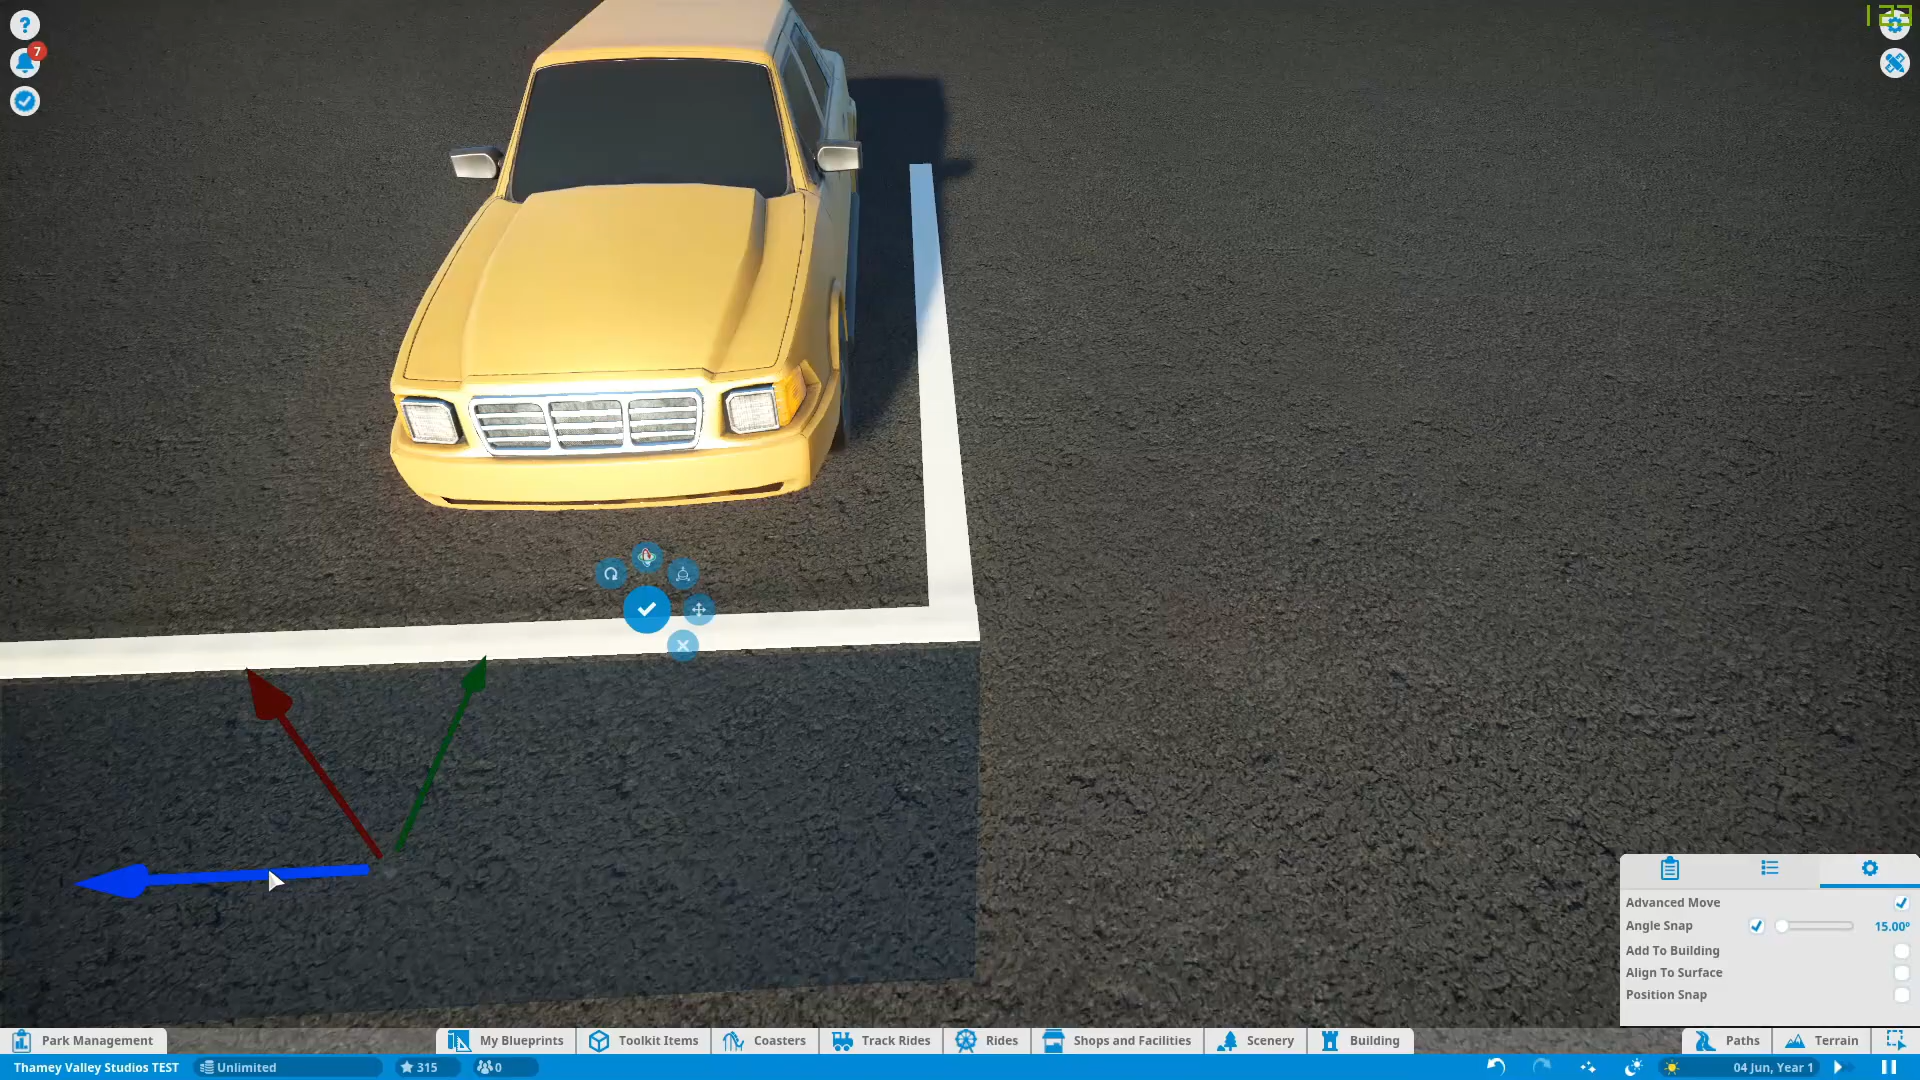 ?
7
123
Advanced Move
Angle Snap 15.00°
Add To Building
Align To Surface
Position Snap
Park Management My Blueprints Toolkit Items Coasters Track Rides Rides Shops and Facilities Scenery Building Paths Terrain
Thamey Valley Studios TEST Unlimited 315 0 04 Jun, Year 1